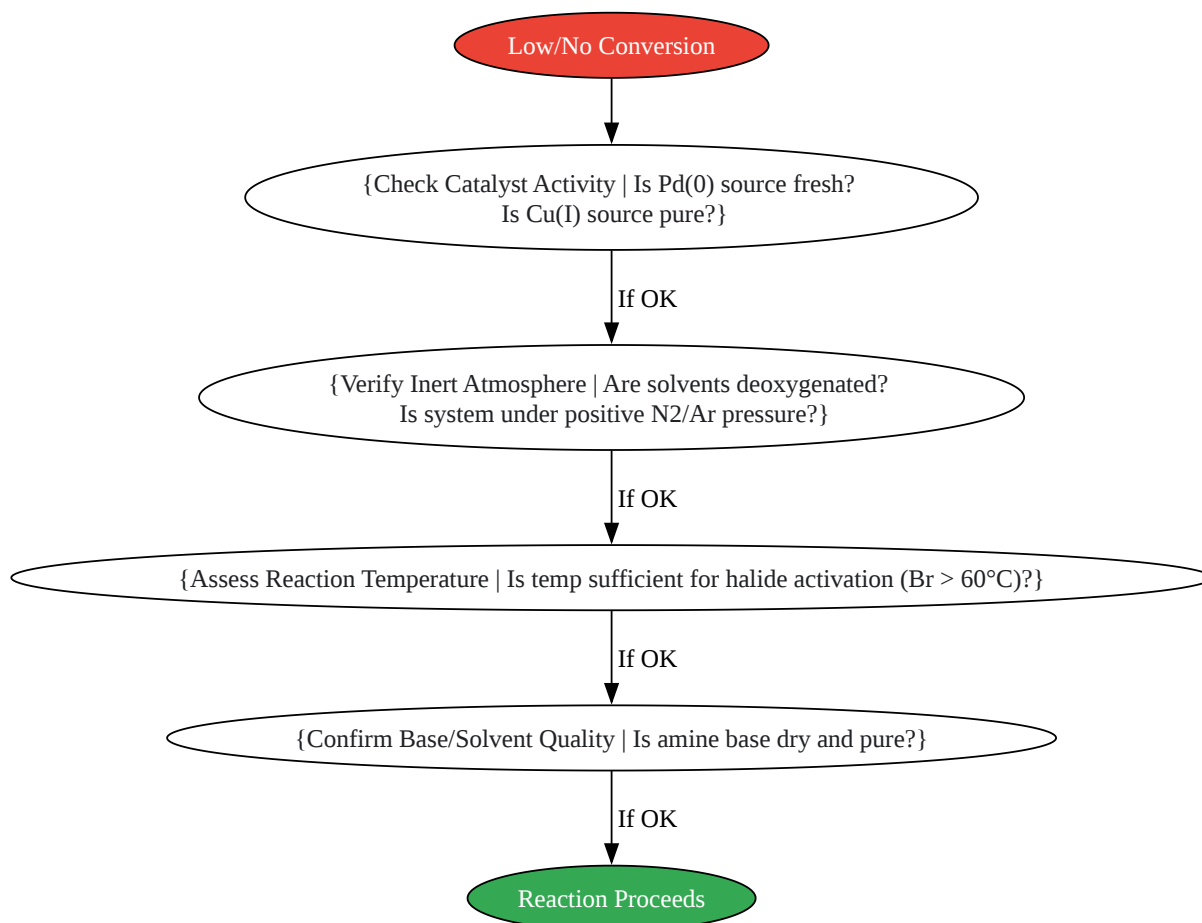 Low/No Conversion
{Check Catalyst Activity | Is Pd(0) source fresh?
Is Cu(I) source pure?}
If OK
{Verify Inert Atmosphere | Are solvents deoxygenated?
Is system under positive N2/Ar pressure?}
If OK
{Assess Reaction Temperature | Is temp sufficient for halide activation (Br > 60°C)?}
If OK
{Confirm Base/Solvent Quality | Is amine base dry and pure?}
If OK
Reaction Proceeds